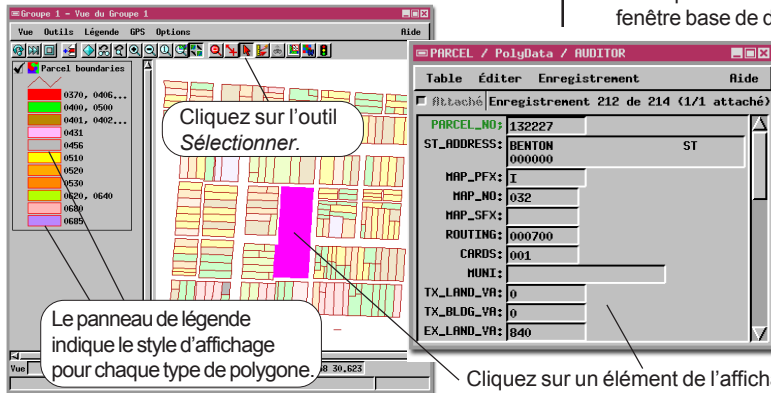 fenêtre base de d
Groupe 1 - Vue du Groupe 1
Vue Outils Légende GPS Options Aide
Parcel boundaries
0370, 0406...
0400, 0500
0401, 0402...
0431
0456
0510
0520
0530
0620, 0640
0680
0685
Cliquez sur l'outil
Sélectionner.
Le panneau de légende
indique le style d'affichage
pour chaque type de polygone.
Vue
30.623
PARCEL / PolyData / AUDITOR
Table Éditer Enregistrement Aide
Attaché Enregistrement 212 de 214 (1/1 attaché)
PARCEL_NO: 132227
ST_ADDRESS: BENTON ST
000000
MAP_PFX: I
MAP_NO: 032
MAP_SFX:
ROUTING: 000700
CARDS: 001
MUNI:
TX_LAND_VA: 0
TX_BLDG_VA: 0
EX_LAND_VA: 840
Cliquez sur un élément de l'affich